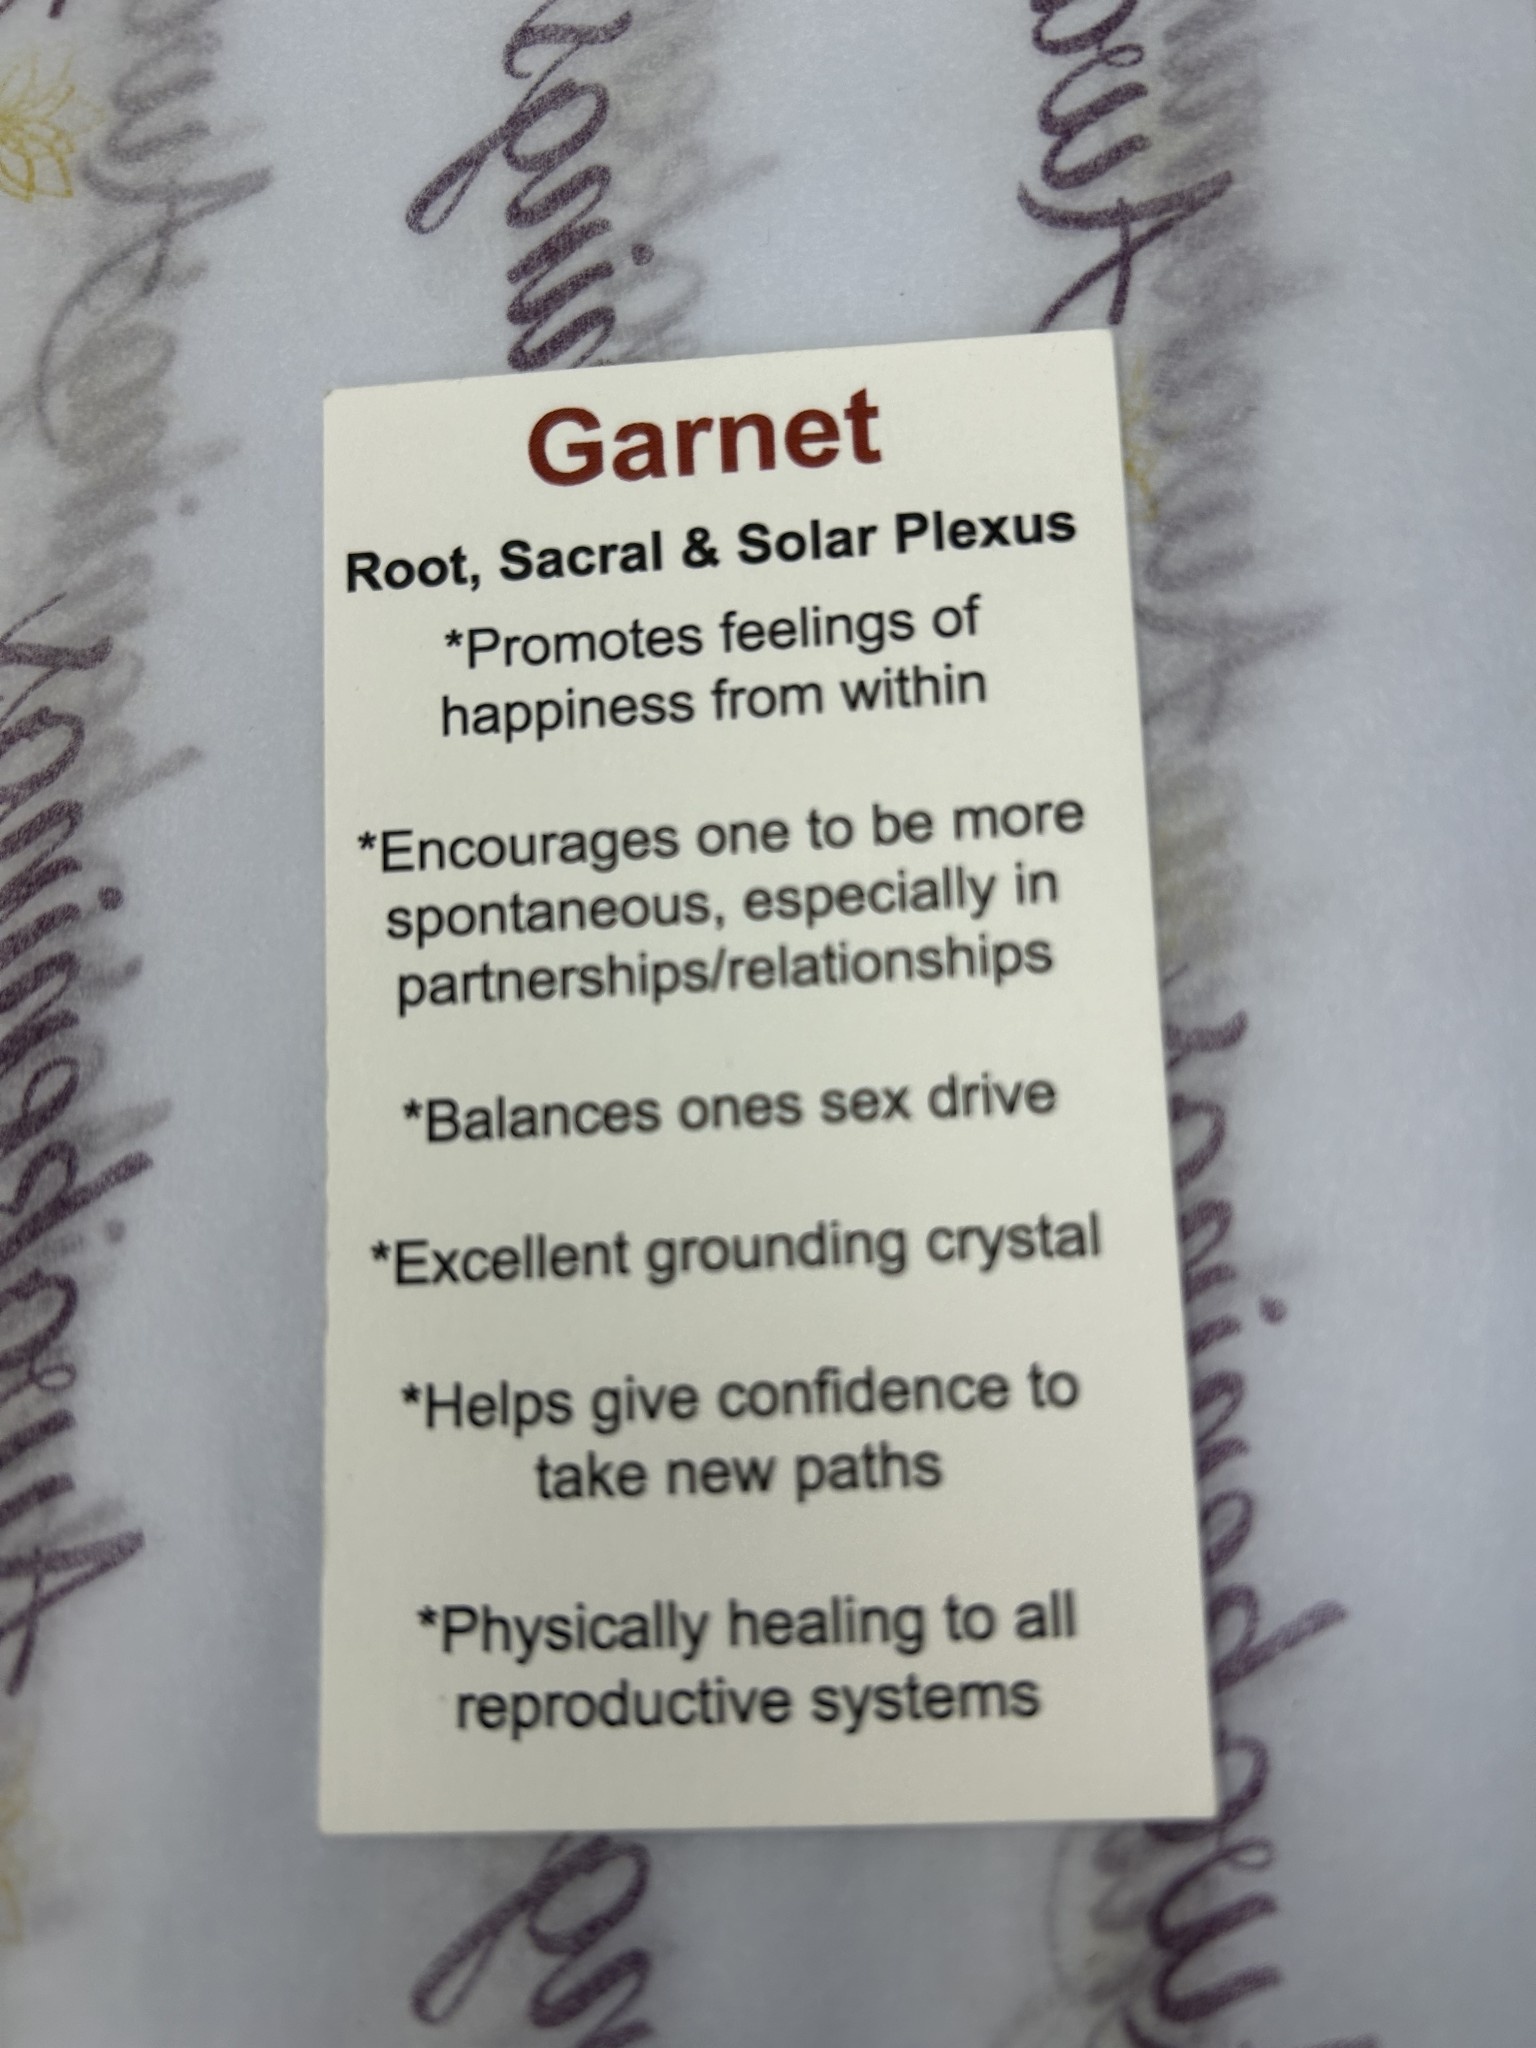 Garnet
Root, Sacral & Solar Plexus
*Promotes feelings of
happiness from within
*Encourages one to be more
spontaneous, especially in
partnerships/relationships
*Balances ones sex drive
*Excellent grounding crystal
*Helps give confidence to
take new paths
*Physically healing to all
reproductive systems